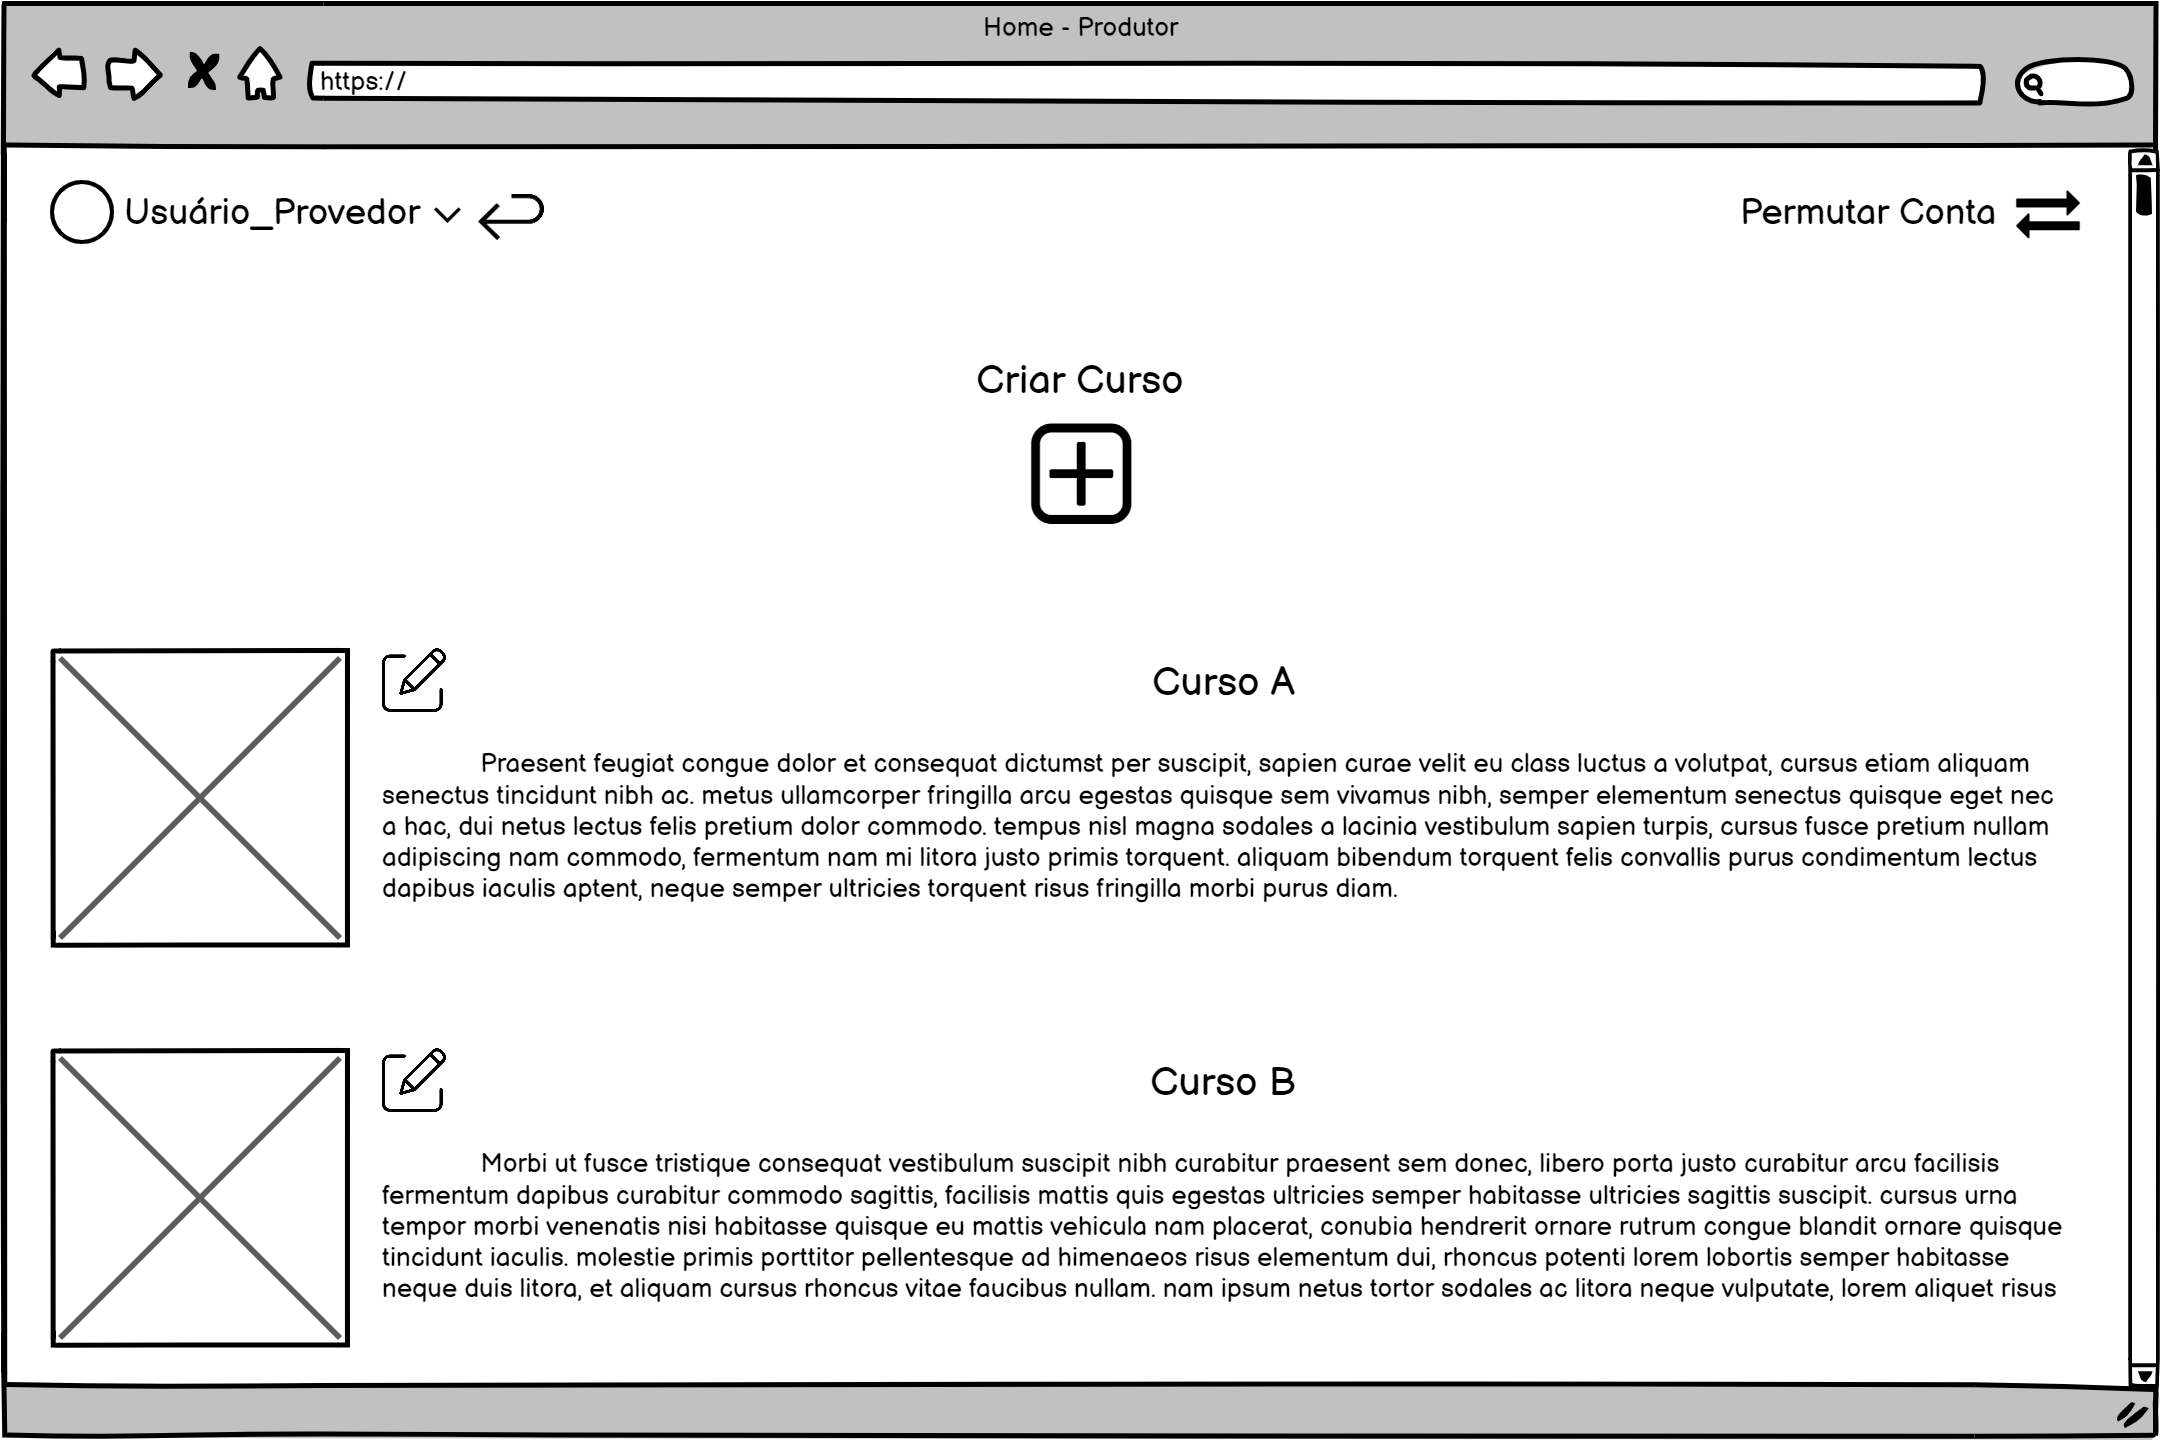 Home - Produtor
https://
Usuário_Provedor
Permutar Conta
Criar Curso
Curso A
Praesent feugiat congue dolor et consequat dictumst per suscipit, sapien curae velit eu class luctus a volutpat, cursus etiam aliquam
senectus tincidunt nibh ac. metus ullamcorper fringilla arcu egestas quisque sem vivamus nibh, semper elementum senectus quisque eget nec
a hac, dui netus lectus felis pretium dolor commodo. tempus nisl magna sodales a lacinia vestibulum sapien turpis, cursus fusce pretium nullam
adipiscing nam commodo, fermentum nam mi litora justo primis torquent. aliquam bibendum torquent felis convallis purus condimentum lectus
dapibus iaculis aptent, neque semper ultricies torquent risus fringilla morbi purus diam.
Curso B
Morbi ut fusce tristique consequat vestibulum suscipit nibh curabitur praesent sem donec, libero porta justo curabitur arcu facilisis
fermentum dapibus curabitur commodo sagittis, facilisis mattis quis egestas ultricies semper habitasse ultricies sagittis suscipit. cursus urna
tempor morbi venenatis nisi habitasse quisque eu mattis vehicula nam placerat, conubia hendrerit ornare rutrum congue blandit ornare quisque
tincidunt iaculis. molestie primis porttitor pellentesque ad himenaeos risus elementum dui, rhoncus potenti lorem lobortis semper habitasse
neque duis litora, et aliquam cursus rhoncus vitae faucibus nullam. nam ipsum netus tortor sodales ac litora neque vulputate, lorem aliquet risus